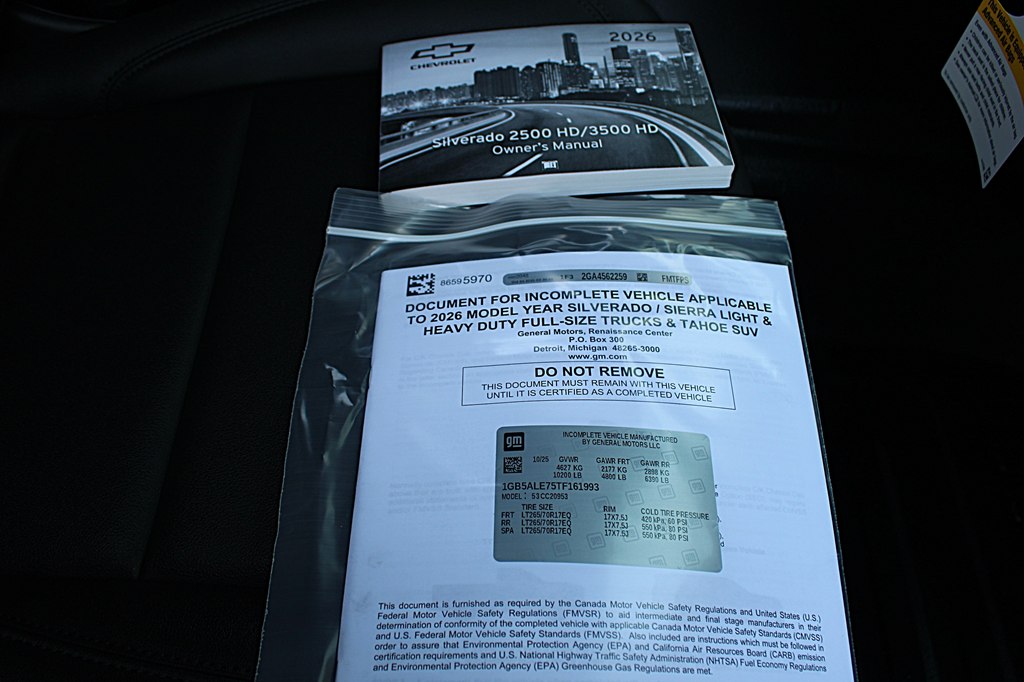 CHEVROLET
2026
Silverado 2500 HD/3500 HD
Owner's Manual
86595970
1F3 2GA4562259 FMTFPS
DOCUMENT FOR INCOMPLETE VEHICLE APPLICABLE
TO 2026 MODEL YEAR SILVERADO / SIERRA LIGHT &
HEAVY DUTY FULL-SIZE TRUCKS & TAHOE SUV
General Motors, Renaissance Center
P.O. Box 300
Detroit, Michigan 48265-3000
www.gm.com
DO NOT REMOVE
THIS DOCUMENT MUST REMAIN WITH THIS VEHICLE
UNTIL IT IS CERTIFIED AS A COMPLETED VEHICLE
gm
INCOMPLETE VEHICLE MANUFACTURED
BY GENERAL MOTORS LLC
10/25 GVWR GAWR FRT GAWR RR
4627 KG 2177 KG 2898 KG
10200 LB 4800 LB 6390 LB
1GB5ALE75TF161993
MODEL: 53 CC20953
TIRE SIZE RIM COLD TIRE PRESSURE
FRT LT265/70R17EQ 17X7.5J 420 kPa, 60 PSI
RR LT265/70R17EQ 17X7.5J 550 kPa, 80 PSI
SPA LT265/70R17EQ 17X7.5J 550 kPa, 80 PSI
This document is furnished as required by the Canada Motor Vehicle Safety Regulations and United States (U.S.)
Federal Motor Vehicle Safety Regulations (FMVSR) to aid intermediate and final stage manufacturers in their
determination of conformity of the completed vehicle with applicable Canada Motor Vehicle Safety Standards (CMVSS)
and U.S. Federal Motor Vehicle Safety Standards (FMVSS). Also included are instructions which must be followed in
order to assure that Environmental Protection Agency (EPA) and California Air Resources Board (CARB) emission
certification requirements and U.S. National Highway Traffic Safety Administration (NHTSA) Fuel Economy Regulations
and Environmental Protection Agency (EPA) Greenhouse Gas Regulations are met.